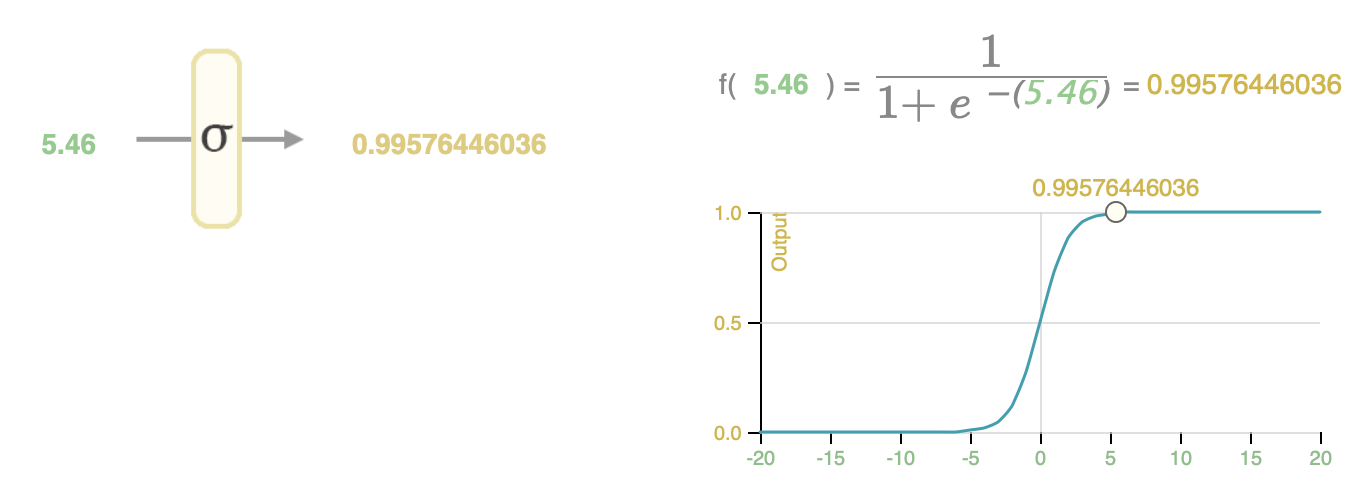 5.46 σ 0.99576446036
f( 5.46 ) = 1 / 1+ e −(5.46) = 0.99576446036
0.99576446036
1.0
Output
0.5
0.0
-20 -15 -10 -5 0 5 10 15 20